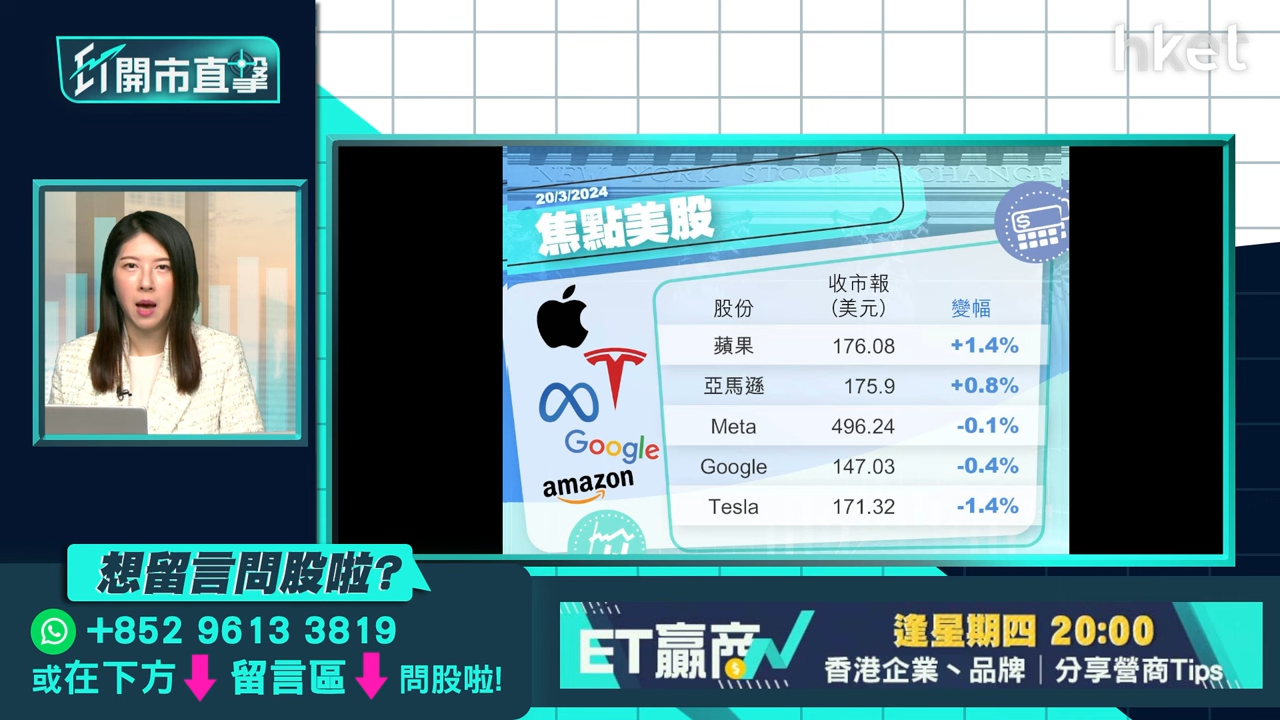 ET開市直擊
hket
NEW YORK STOCK EXCHANGE
20/3/2024
焦點美股
股份
收市報
(美元)
變幅
蘋果 176.08 +1.4%
亞馬遜 175.9 +0.8%
Meta 496.24 -0.1%
Google 147.03 -0.4%
Tesla 171.32 -1.4%
Google
amazon
想留言問股啦?
+852 9613 3819
或在下方 留言區 問股啦!
ET贏商
逢星期四 20:00
香港企業、品牌｜分享營商Tips